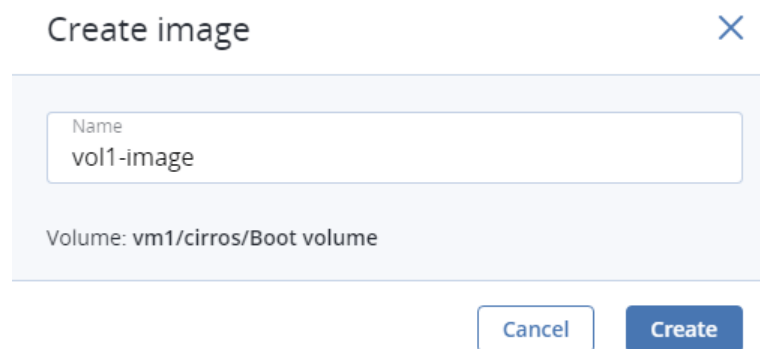 Create image
Name
vol1-image
Volume: vm1/cirros/Boot volume
Cancel Create